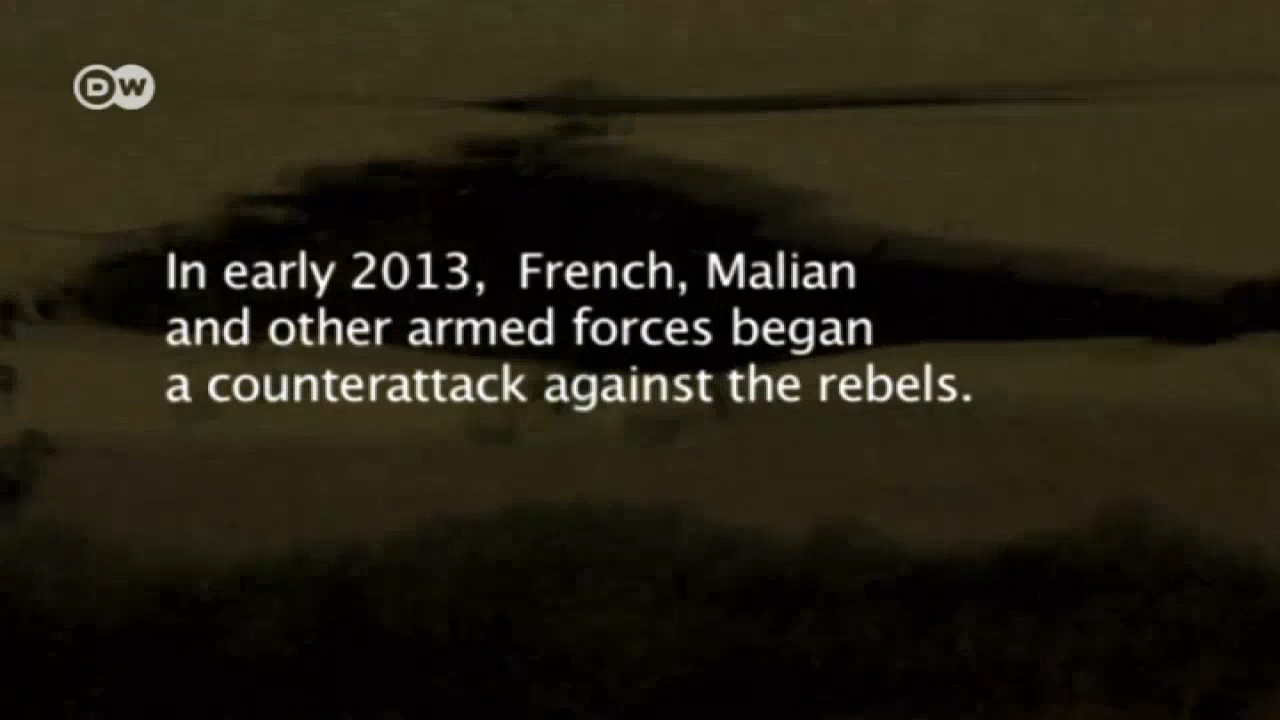 DW
In early 2013,  French, Malian
and other armed forces began
a counterattack against the rebels.